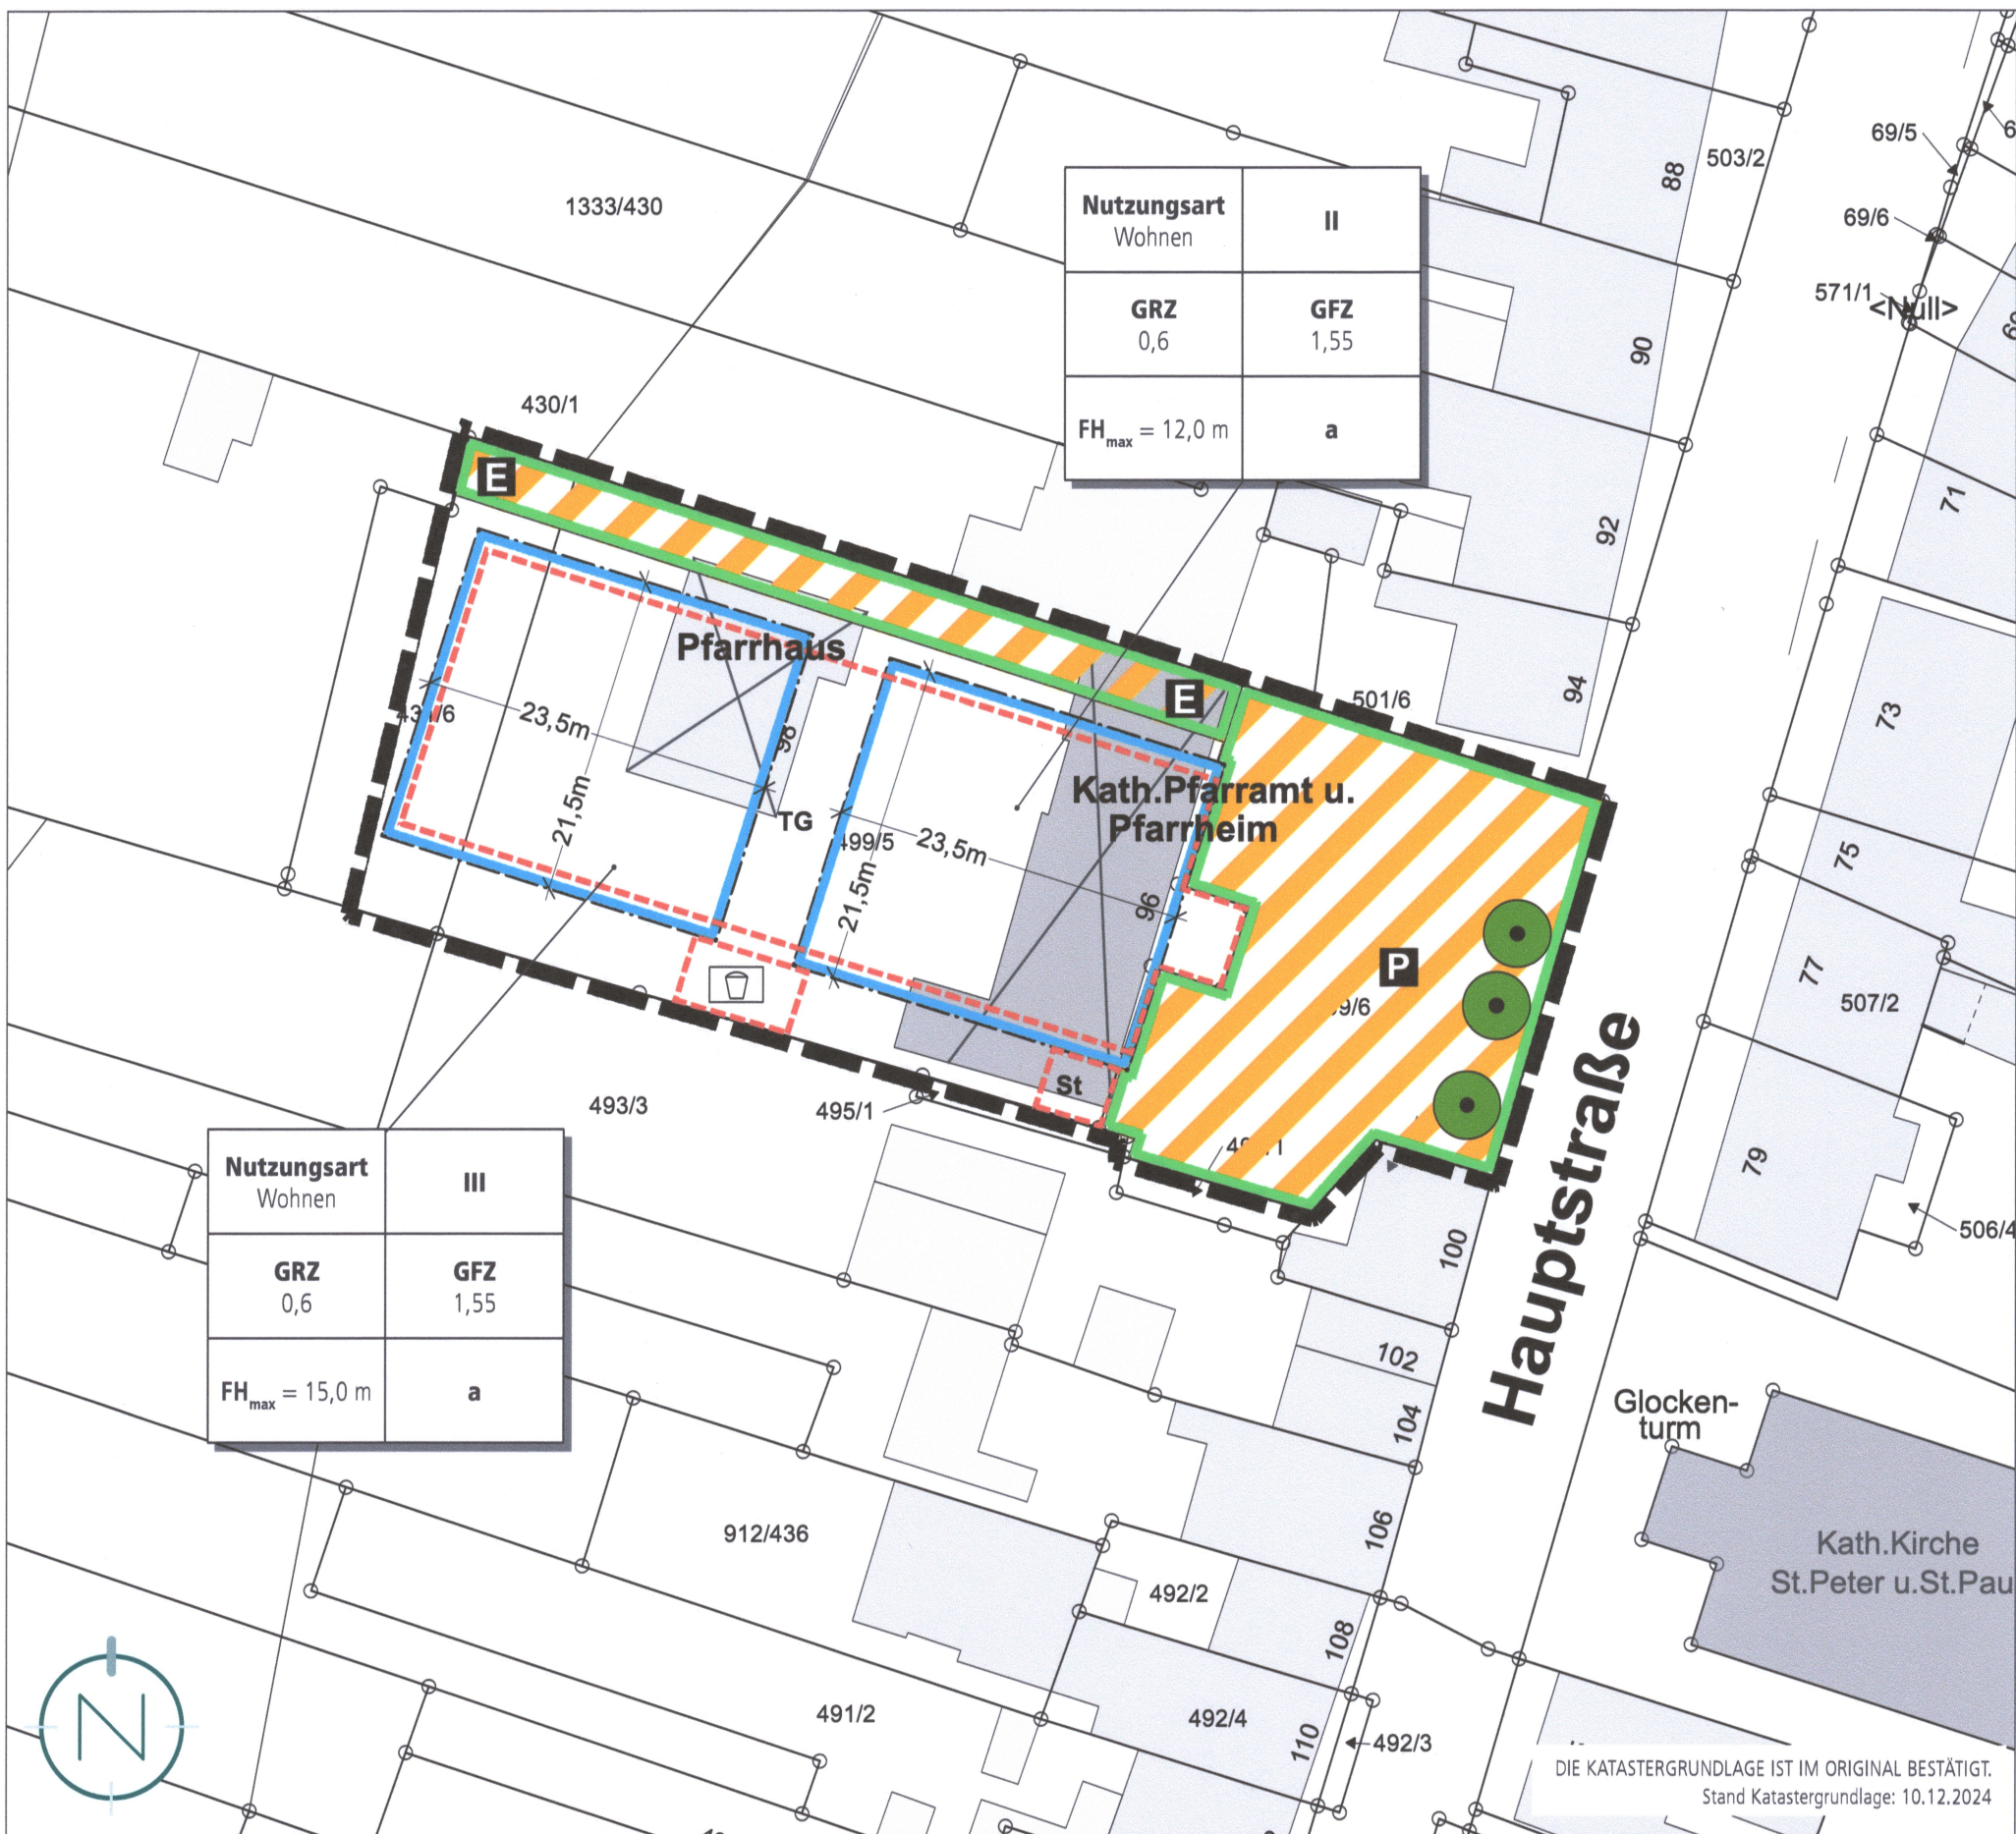 1333/430
430/1
Nutzungsart
Wohnen
II
GRZ
0,6
GFZ
1,55
FHmax = 12,0 m
a
88
503/2
69/5
69/6
571/1
<Null>
90
92
94
71
73
75
77
79
507/2
506/4
E
E
501/6
Pfarrhaus
23,5m
21,5m
98
TG
499/5
23,5m
21,5m
Kath.Pfarramt u.
Pfarrheim
96
P
St
493/3
495/1
Hauptstraße
100
102
104
106
108
110
Nutzungsart
Wohnen
III
GRZ
0,6
GFZ
1,55
FHmax = 15,0 m
a
Glocken-
turm
Kath.Kirche
St.Peter u.St.Pau
912/436
492/2
491/2
492/4
492/3
N
DIE KATASTERGRUNDLAGE IST IM ORIGINAL BESTÄTIGT.
Stand Katastergrundlage: 10.12.2024